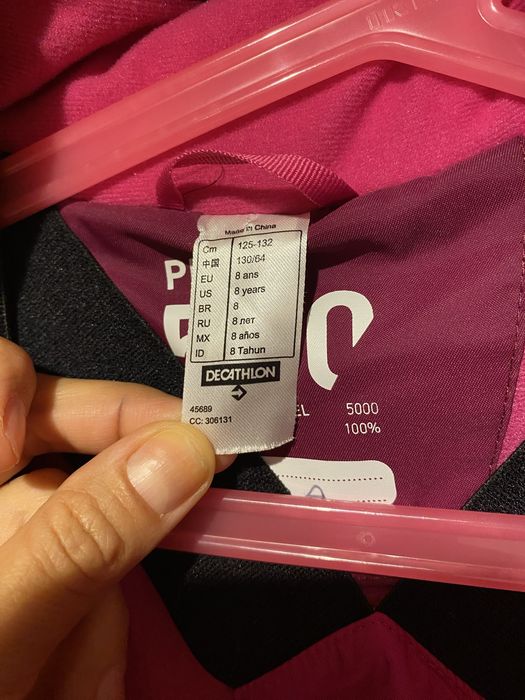 Made in China
Cm 125-132
中国 130/64
EU 8 ans
US 8 years
BR 8
RU 8 лет
MX 8 años
ID 8 Tahun
DECATHLON
45689
CC: 306131
5000
100%